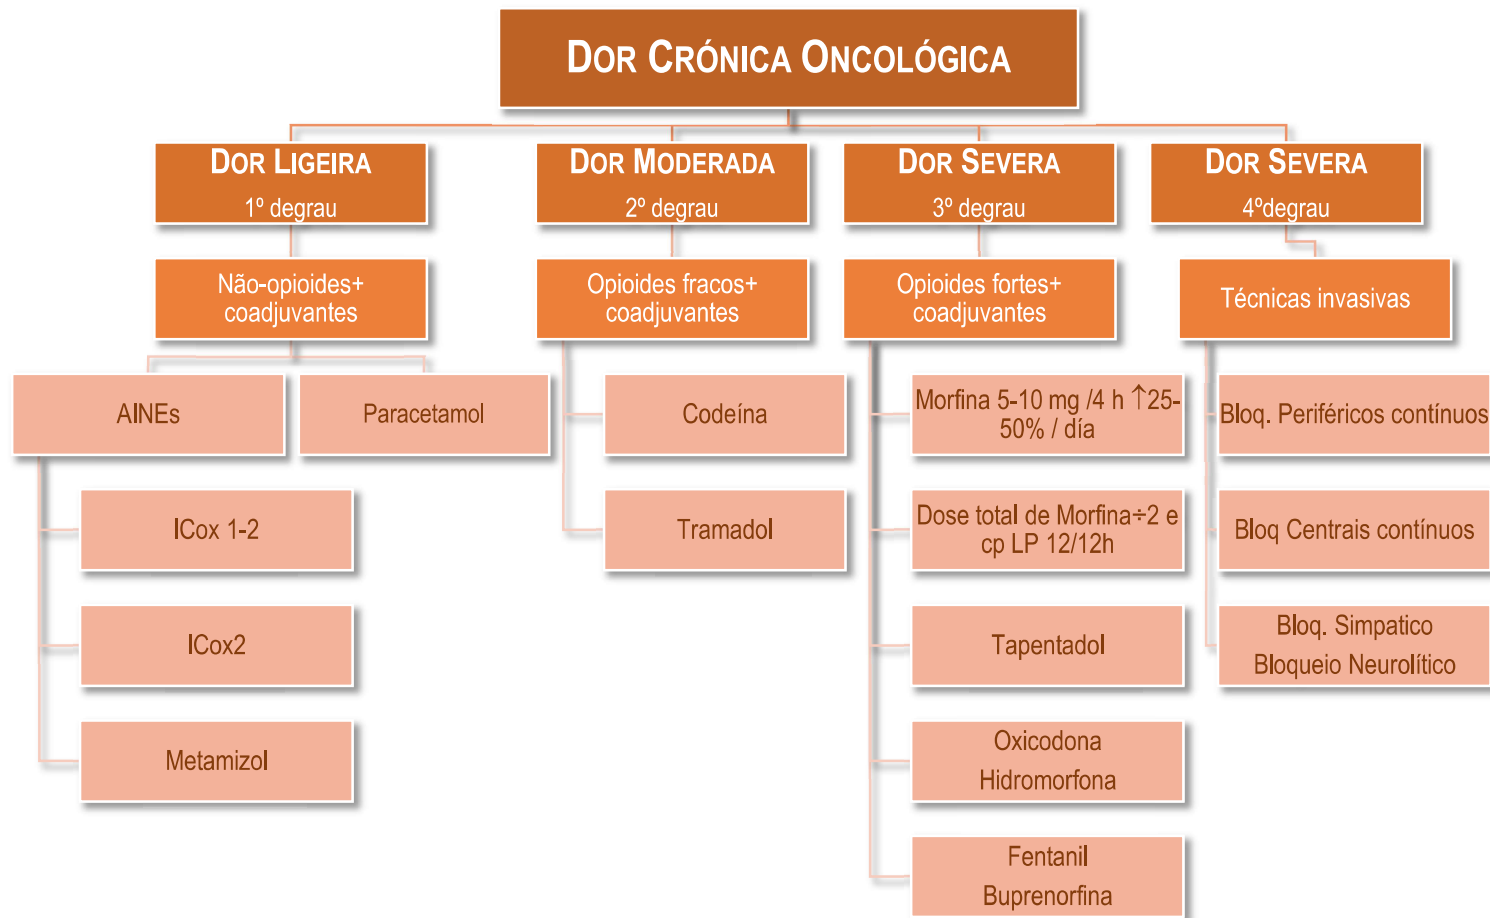 DOR CRÓNICA ONCOLÓGICA
DOR LIGEIRA
1º degrau
DOR MODERADA
2º degrau
DOR SEVERA
3º degrau
DOR SEVERA
4ºdegrau
Não-opioides+
coadjuvantes
Opioides fracos+
coadjuvantes
Opioides fortes+
coadjuvantes
Técnicas invasivas
AINEs
Paracetamol
ICox 1-2
ICox2
Metamizol
Codeína
Tramadol
Morfina 5-10 mg /4 h ↑25-
50% / día
Dose total de Morfina÷2 e
cp LP 12/12h
Tapentadol
Oxicodona
Hidromorfona
Fentanil
Buprenorfina
Bloq. Periféricos contínuos
Bloq Centrais contínuos
Bloq. Simpatico
Bloqueio Neurolítico